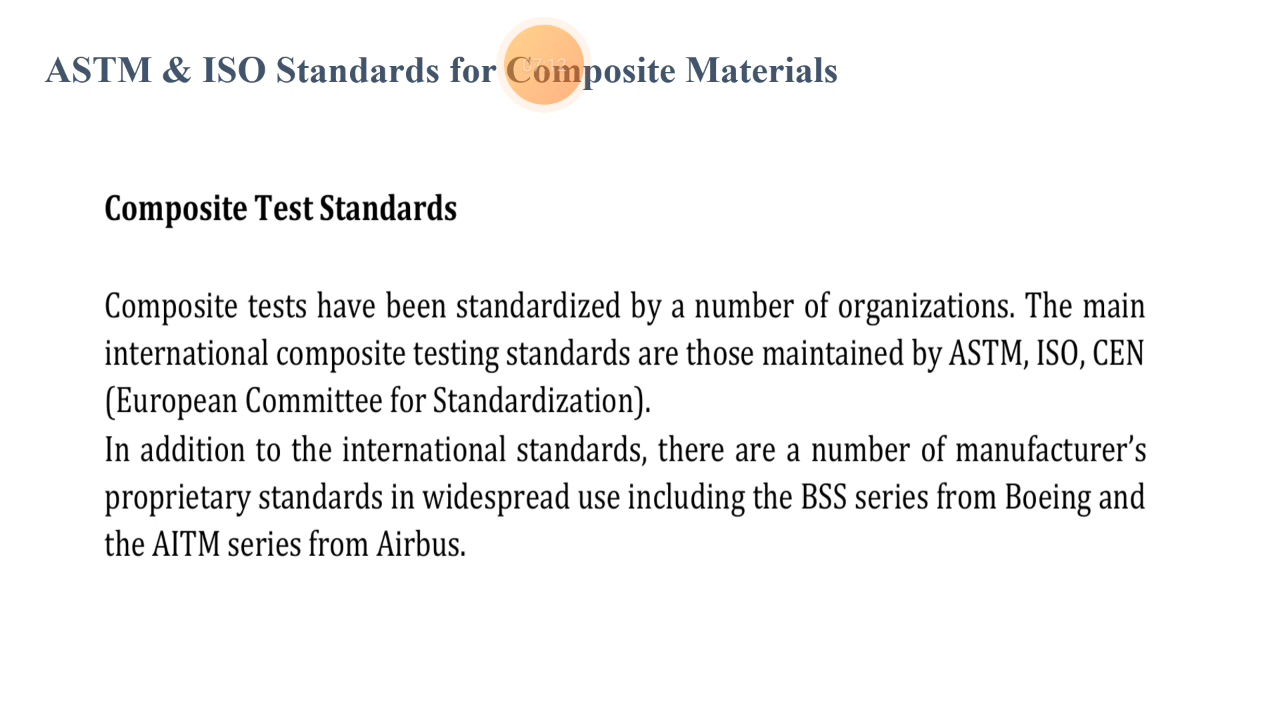 ASTM & ISO Standards for Composite Materials
Composite Test Standards
Composite tests have been standardized by a number of organizations. The main
international composite testing standards are those maintained by ASTM, ISO, CEN
(European Committee for Standardization).
In addition to the international standards, there are a number of manufacturer’s
proprietary standards in widespread use including the BSS series from Boeing and
the AITM series from Airbus.